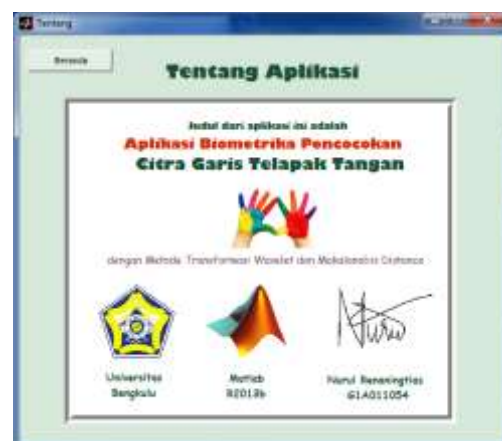 Tentang
Beranda
Tentang Aplikasi
Judul dari aplikasi ini adalah
Aplikasi Biometrika Pencocokan
Citra Garis Telapak Tangan
dengan Metode Transformasi Wavelet dan Mahalanobis Distance
Universitas
Bengkulu
Matlab
R2013b
Nurul Renaningtias
G1A011054